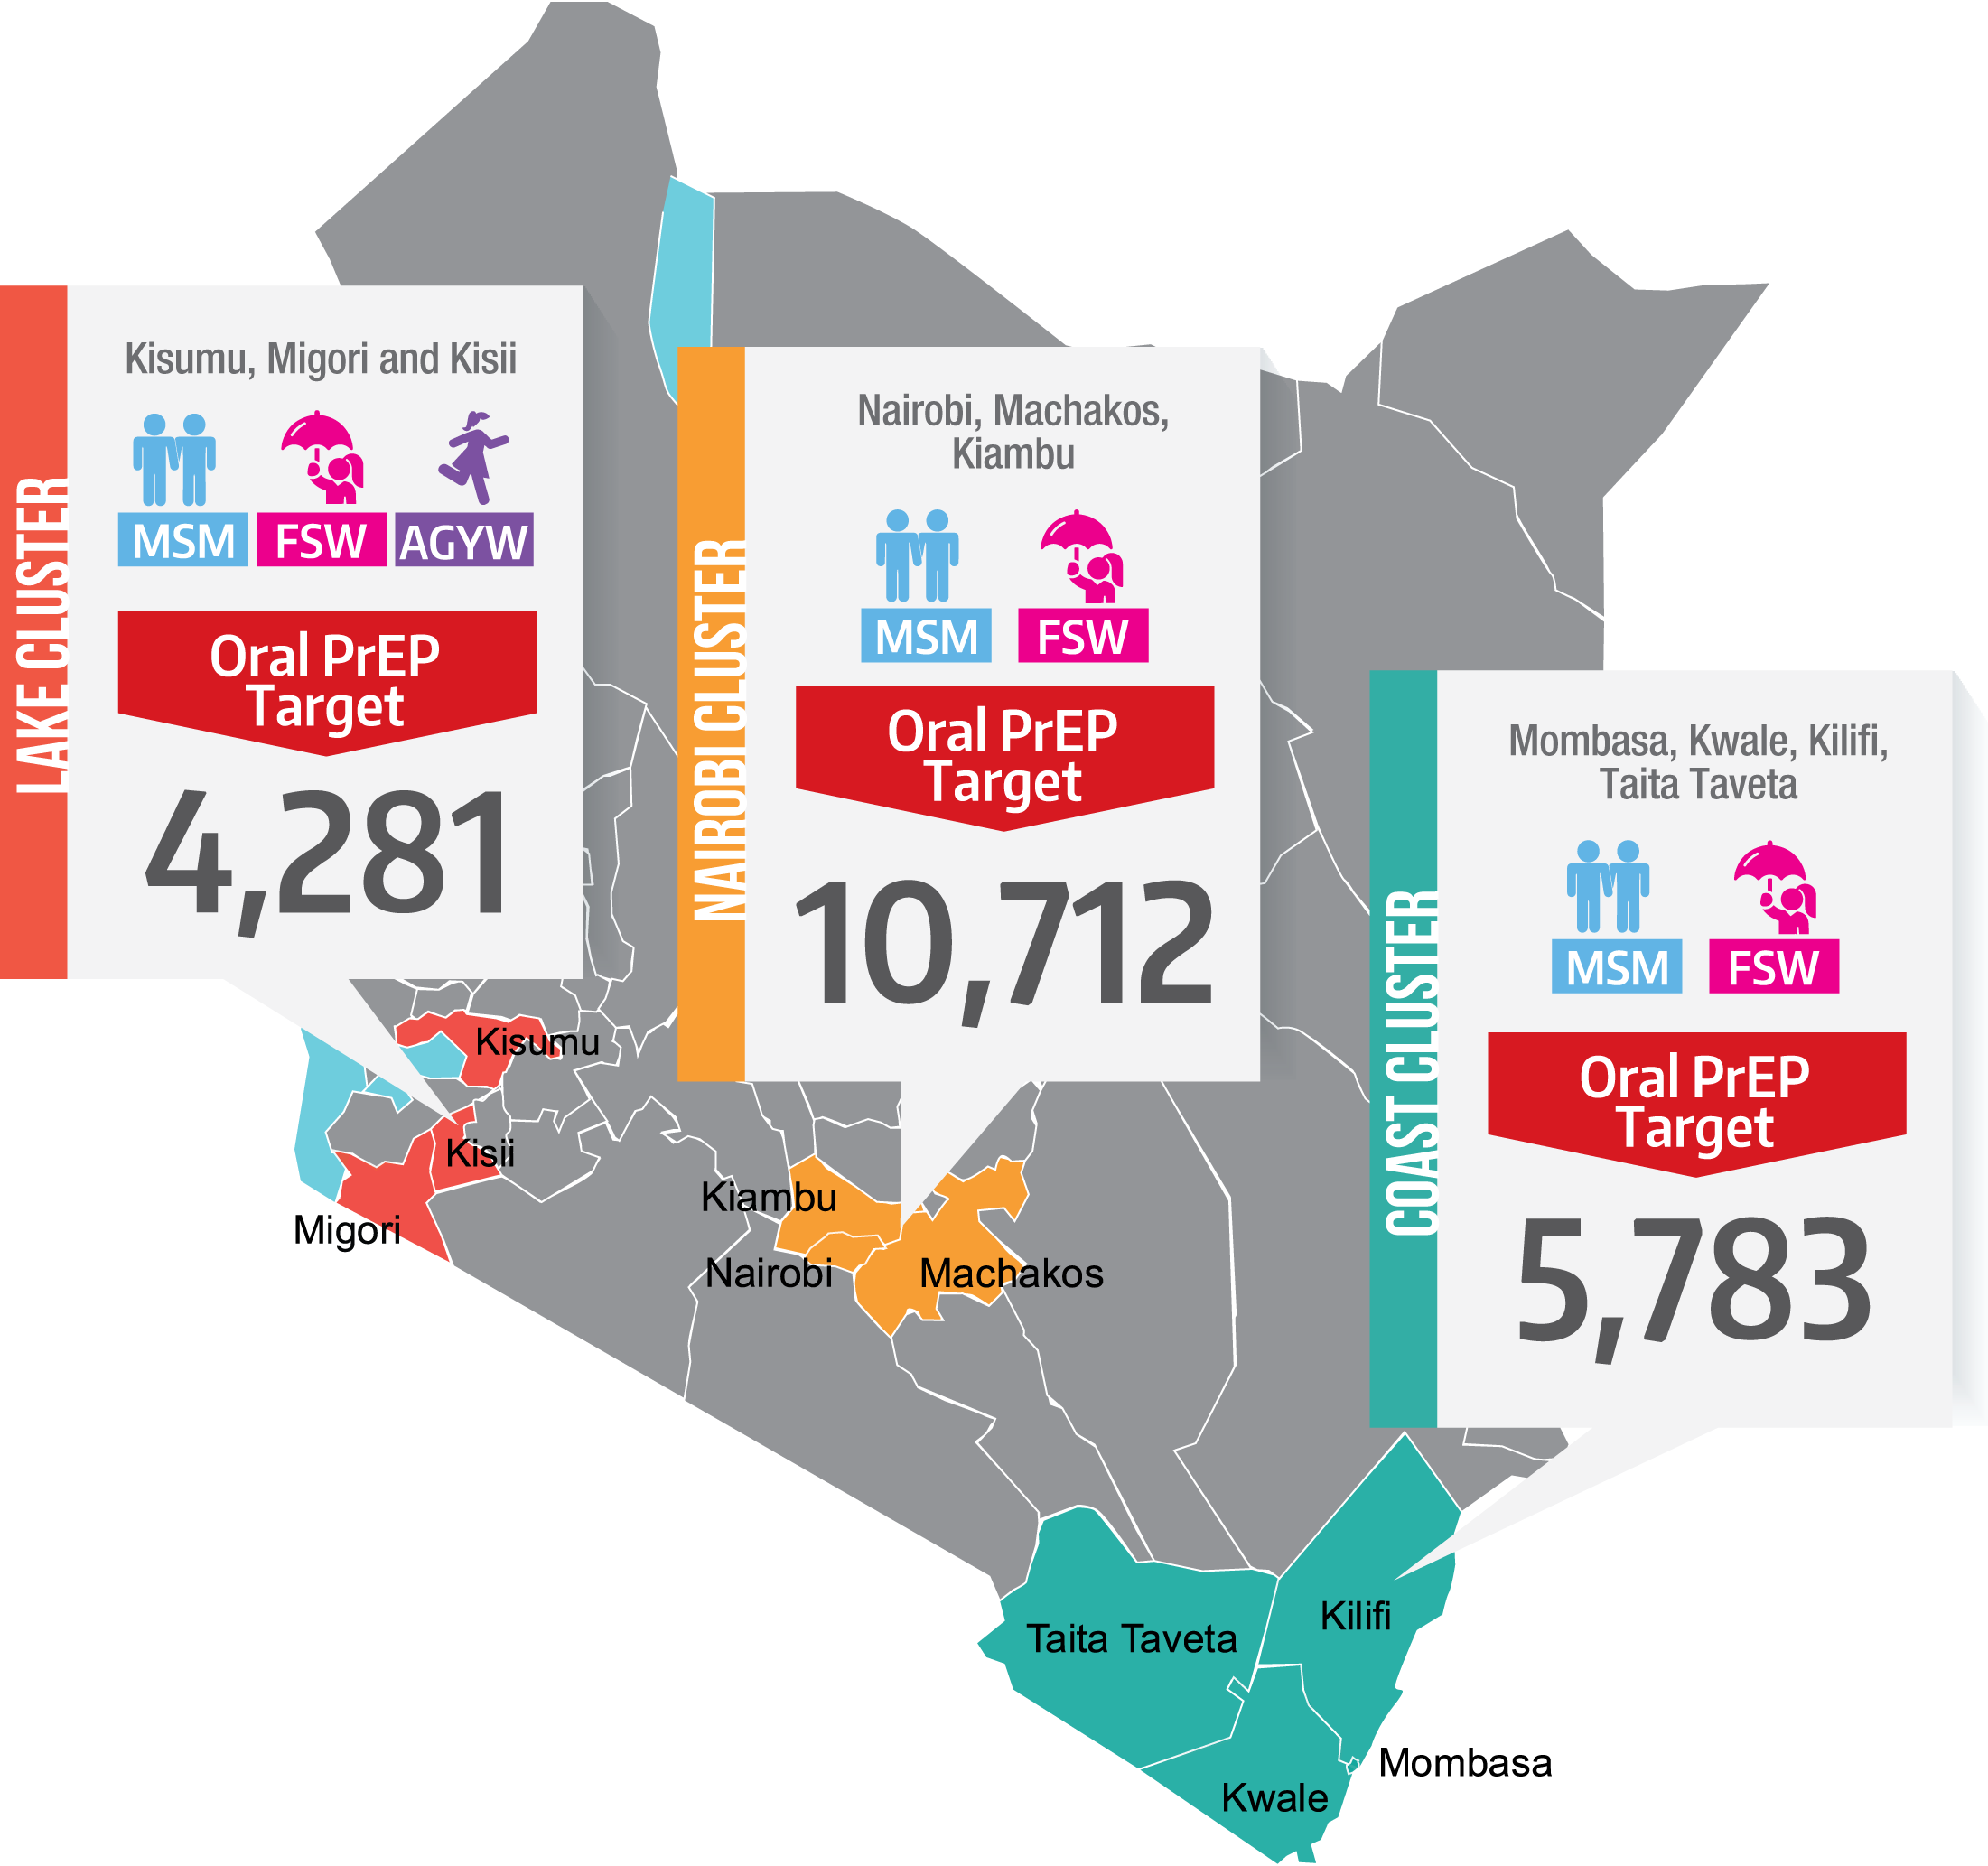 LAKE CLUSTER
Kisumu, Migori and Kisii
MSM
FSW
AGYW
Oral PrEP
Target
4,281
NAIROBI CLUSTER
Nairobi, Machakos,
Kiambu
MSM
FSW
Oral PrEP
Target
10,712
COAST CLUSTER
Mombasa, Kwale, Kilifi,
Taita Taveta
MSM
FSW
Oral PrEP
Target
5,783
Kisumu
Kisii
Migori
Kiambu
Nairobi
Machakos
Taita Taveta
Kilifi
Mombasa
Kwale